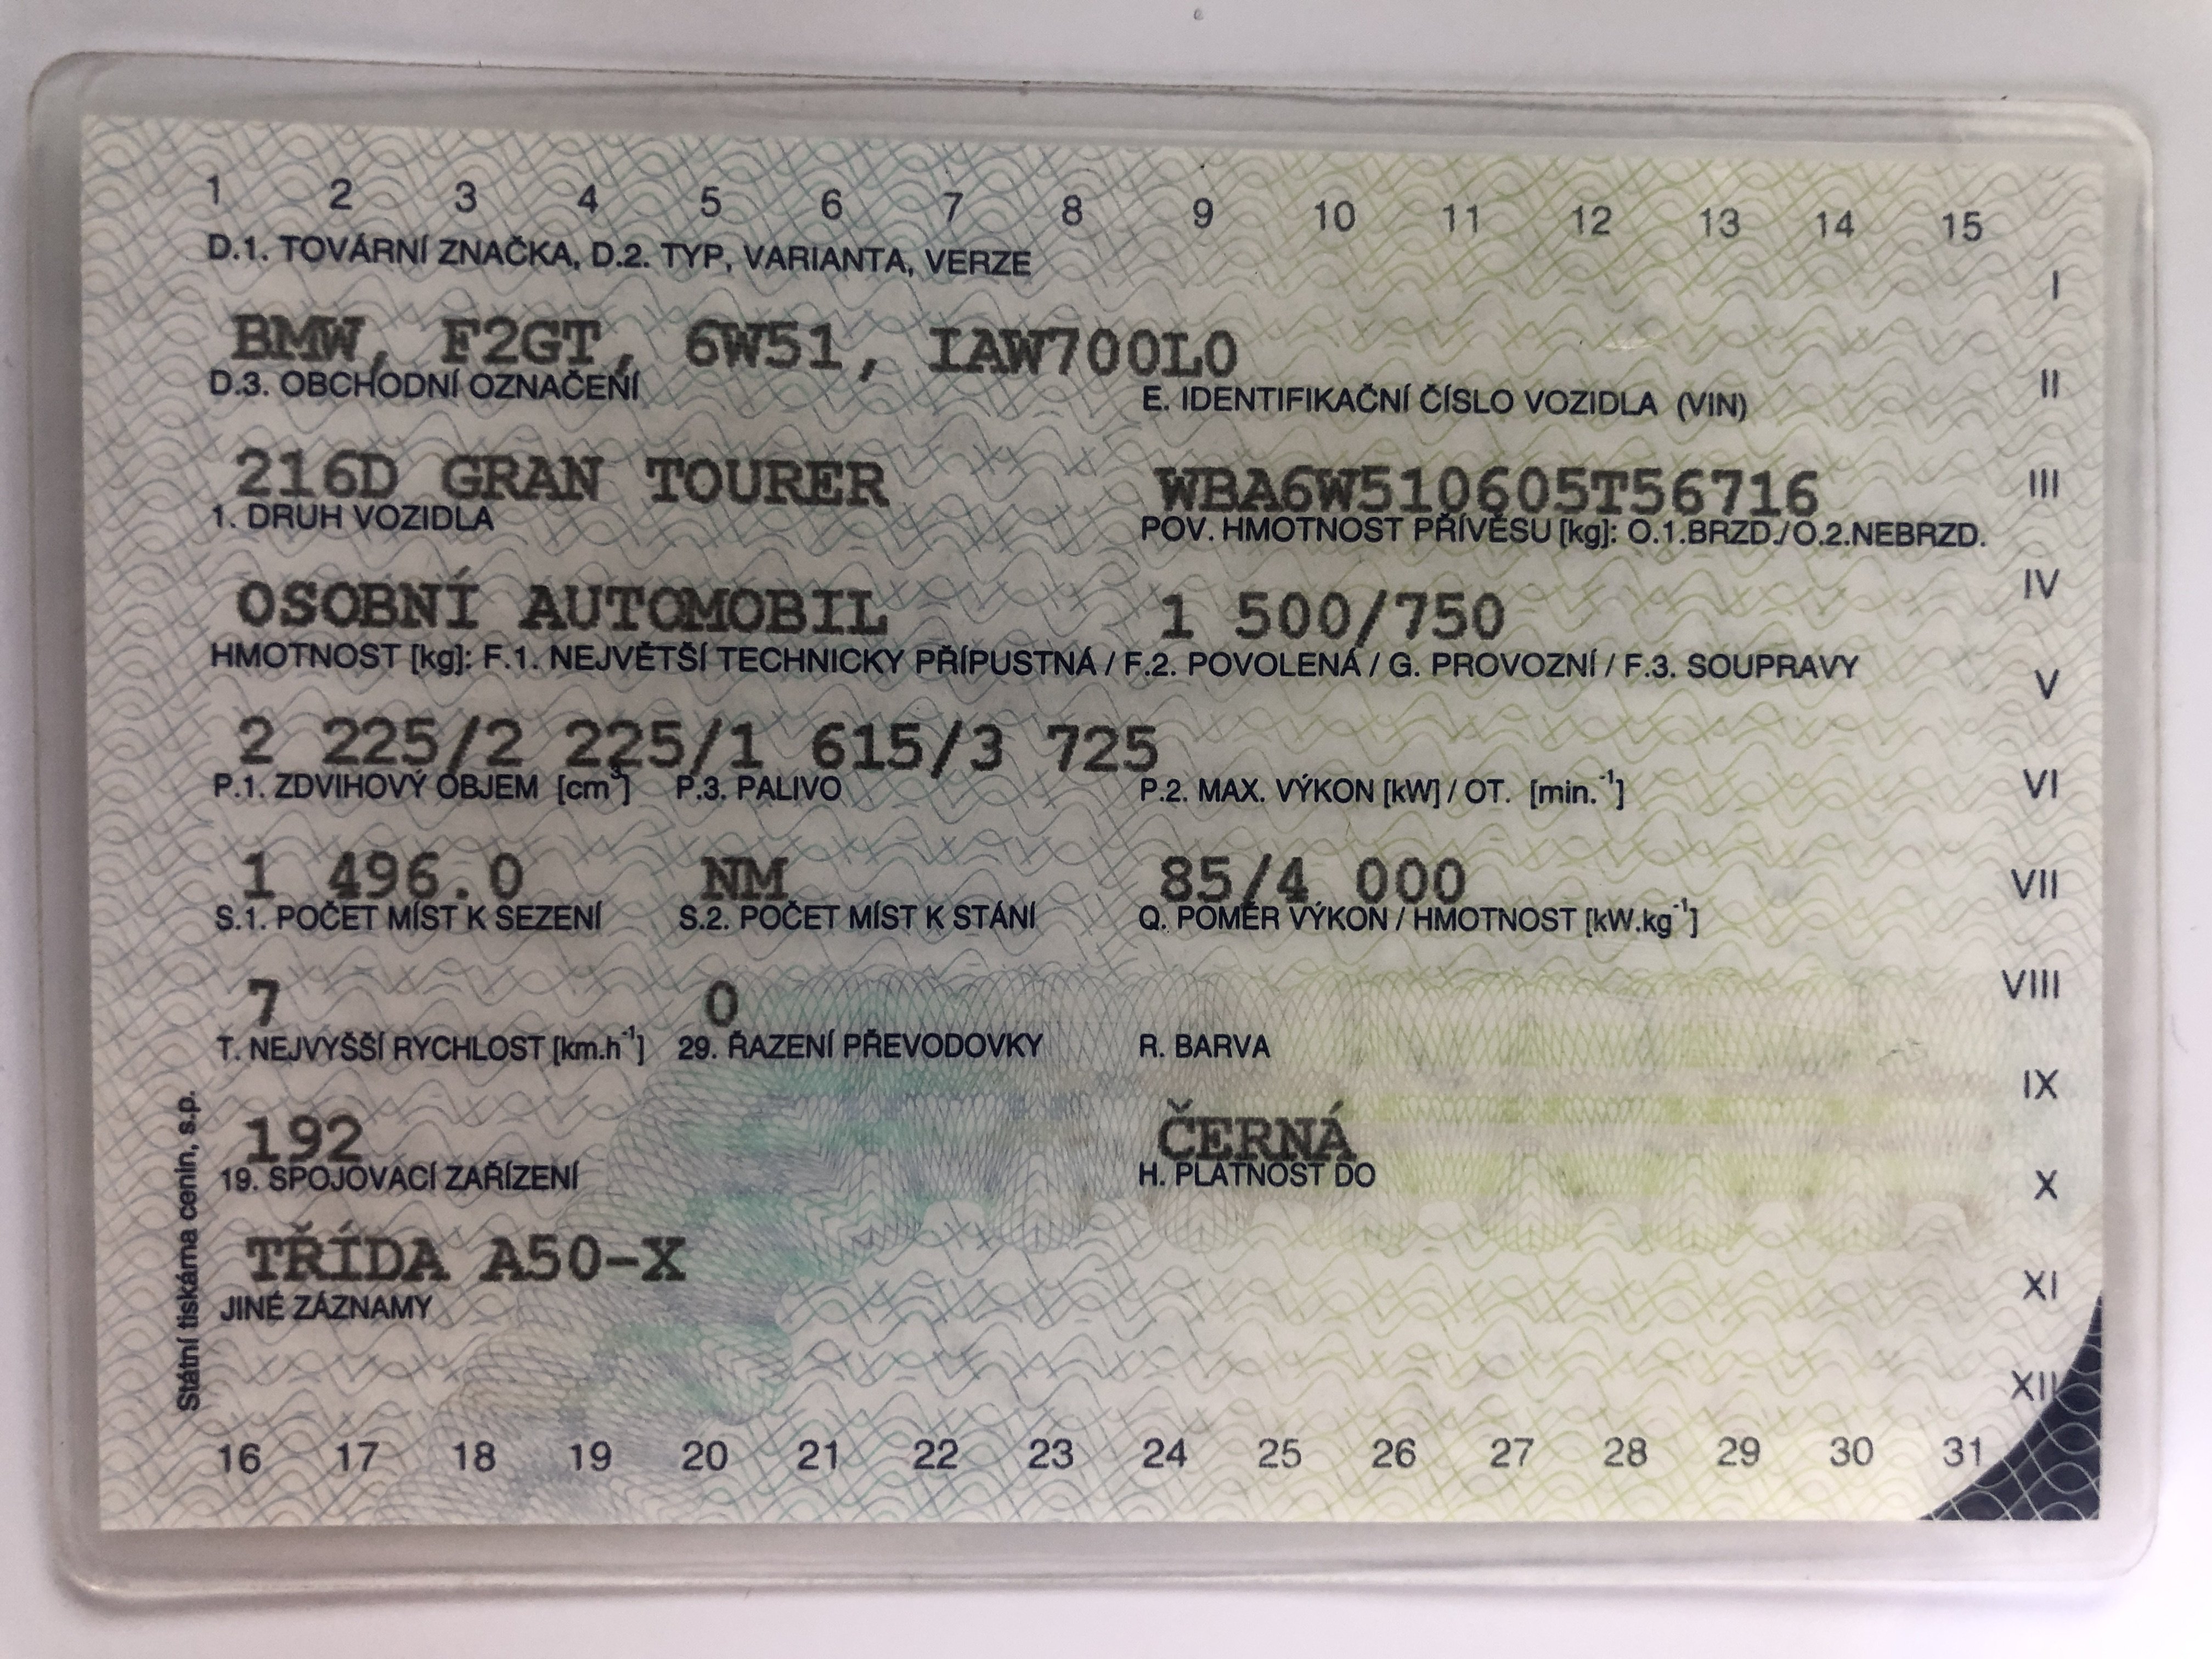 1 2 3 4 5 6 7 8 9 10 11 12 13 14 15
D.1. TOVÁRNÍ ZNAČKA, D.2. TYP, VARIANTA, VERZE
I
BMW, F2GT, 6W51, IAW700L0
D.3. OBCHODNÍ OZNAČENÍ E. IDENTIFIKAČNÍ ČÍSLO VOZIDLA (VIN)
II
216D GRAN TOURER WBA6W510605T56716
III
1. DRUH VOZIDLA POV. HMOTNOST PŘÍVĚSU [kg]: O.1.BRZD./O.2.NEBRZD.
OSOBNÍ AUTOMOBIL 1 500/750
IV
HMOTNOST [kg]: F.1. NEJVĚTŠÍ TECHNICKY PŘÍPUSTNÁ / F.2. POVOLENÁ / G. PROVOZNÍ / F.3. SOUPRAVY
V
2 225/2 225/1 615/3 725
P.1. ZDVIHOVÝ OBJEM [cm³] P.3. PALIVO P.2. MAX. VÝKON [kW] / OT. [min.⁻¹]
VI
1 496.0 NM 85/4 000
VII
S.1. POČET MÍST K SEZENÍ S.2. POČET MÍST K STÁNÍ Q. POMĚR VÝKON / HMOTNOST [kW.kg⁻¹]
7 0
VIII
T. NEJVYŠŠÍ RYCHLOST [km.h⁻¹] 29. ŘAZENÍ PŘEVODOVKY R. BARVA
IX
192 ČERNÁ
19. SPOJOVACÍ ZAŘÍZENÍ H. PLATNOST DO
X
TŘÍDA A50-X
XI
JINÉ ZÁZNAMY
XII
Státní tiskárna cenin, s.p.
16 17 18 19 20 21 22 23 24 25 26 27 28 29 30 31